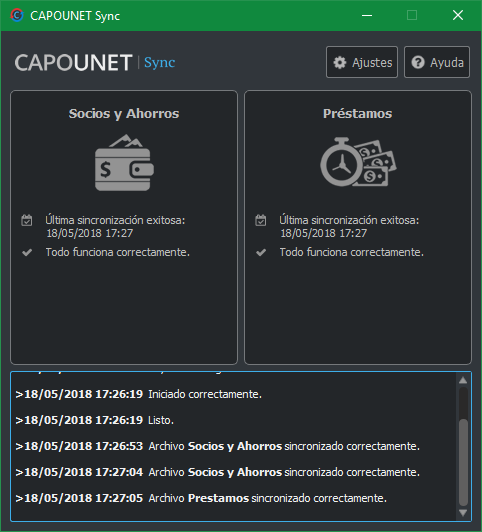 CAPOUNET Sync
CAPOUNET | Sync
Ajustes
Ayuda
Socios y Ahorros
Última sincronización exitosa:
18/05/2018 17:27
Todo funciona correctamente.
Préstamos
Última sincronización exitosa:
18/05/2018 17:27
Todo funciona correctamente.
>18/05/2018 17:26:19 Iniciado correctamente.
>18/05/2018 17:26:19 Listo.
>18/05/2018 17:26:53 Archivo Socios y Ahorros sincronizado correctamente.
>18/05/2018 17:27:04 Archivo Socios y Ahorros sincronizado correctamente.
>18/05/2018 17:27:05 Archivo Prestamos sincronizado correctamente.